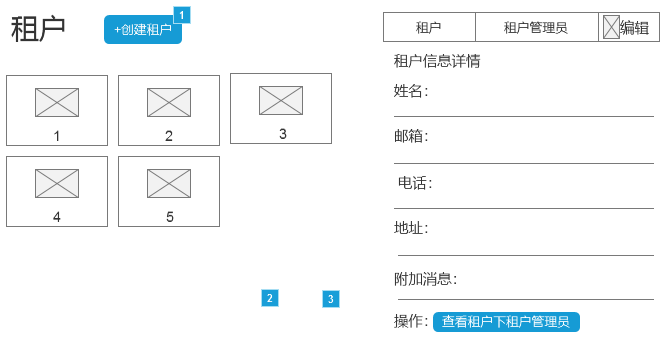 租户
+创建租户
1
1
2
3
4
5
2
3
租户
租户管理员
编辑
租户信息详情
姓名：
邮箱：
电话：
地址：
附加消息：
操作：
查看租户下租户管理员